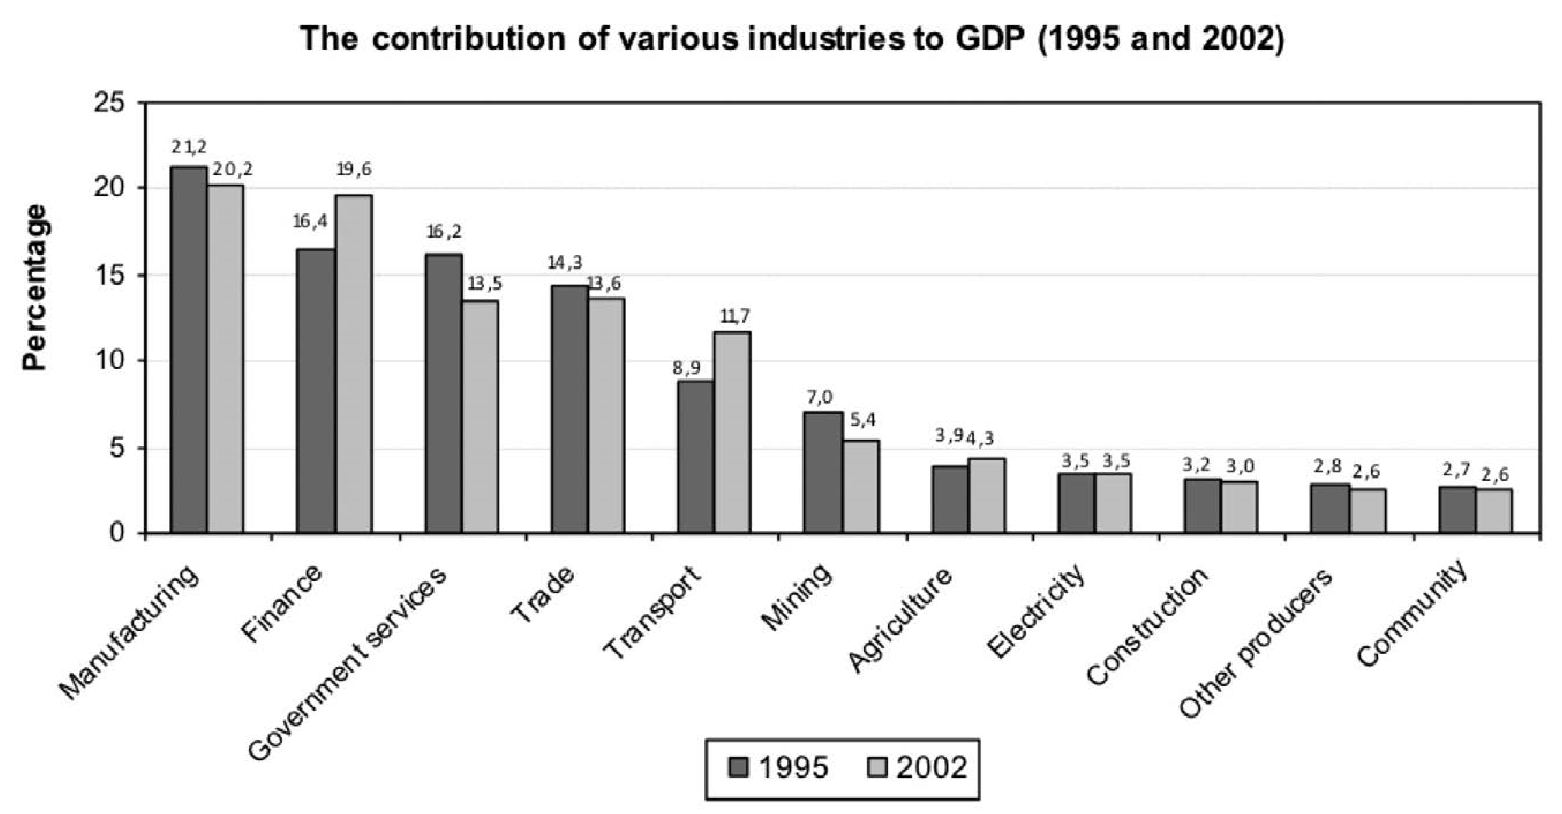 The contribution of various industries to GDP (1995 and 2002)
Percentage
25
20
15
10
5
0
21,2
20,2
16,4
19,6
16,2
13,5
14,3
13,6
8,9
11,7
7,0
5,4
3,9
4,3
3,5
3,5
3,2
3,0
2,8
2,6
2,7
2,6
Manufacturing
Finance
Government services
Trade
Transport
Mining
Agriculture
Electricity
Construction
Other producers
Community
1995
2002